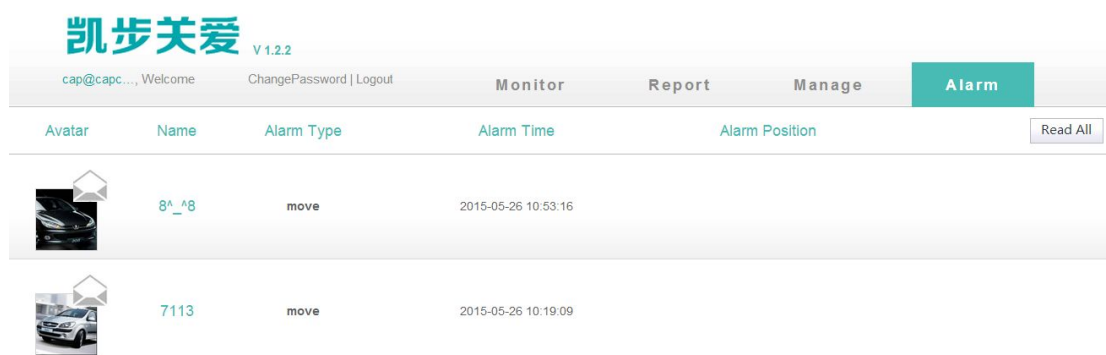 凯步关爱 V 1.2.2
cap@capc..., Welcome ChangePassword | Logout Monitor Report Manage Alarm
Avatar Name Alarm Type Alarm Time Alarm Position Read All
8^_^8 move 2015-05-26 10:53:16
7113 move 2015-05-26 10:19:09